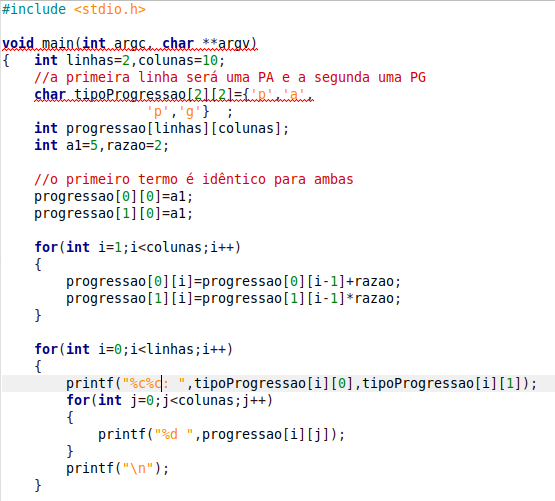 #include <stdio.h>
void main(int argc, char **argv)
{   int linhas=2,colunas=10;
    //a primeira linha será uma PA e a segunda uma PG
    char tipoProgressao[2][2]={'p','a',
                  'p','g'}  ;
    int progressao[linhas][colunas];
    int a1=5,razao=2;
    //o primeiro termo é idêntico para ambas
    progressao[0][0]=a1;
    progressao[1][0]=a1;
    for(int i=1;i<colunas;i++)
    {
        progressao[0][i]=progressao[0][i-1]+razao;
        progressao[1][i]=progressao[1][i-1]*razao;
    }
    for(int i=0;i<linhas;i++)
    {
        printf("%c%c: ",tipoProgressao[i][0],tipoProgressao[i][1]);
        for(int j=0;j<colunas;j++)
        {
            printf("%d ",progressao[i][j]);
        }
        printf("\n");
    }